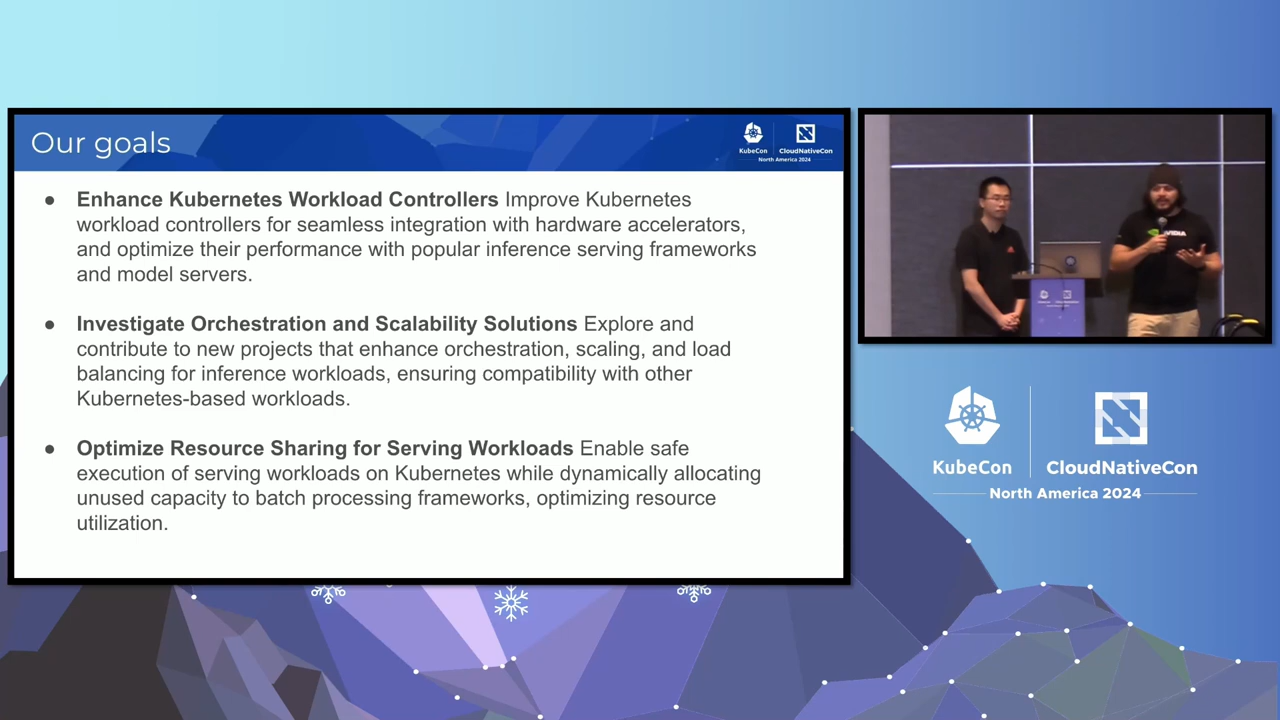 Our goals
KubeCon
CloudNativeCon
North America 2024
● Enhance Kubernetes Workload Controllers Improve Kubernetes
workload controllers for seamless integration with hardware accelerators,
and optimize their performance with popular inference serving frameworks
and model servers.
● Investigate Orchestration and Scalability Solutions Explore and
contribute to new projects that enhance orchestration, scaling, and load
balancing for inference workloads, ensuring compatibility with other
Kubernetes-based workloads.
● Optimize Resource Sharing for Serving Workloads Enable safe
execution of serving workloads on Kubernetes while dynamically allocating
unused capacity to batch processing frameworks, optimizing resource
utilization.
KubeCon
CloudNativeCon
North America 2024